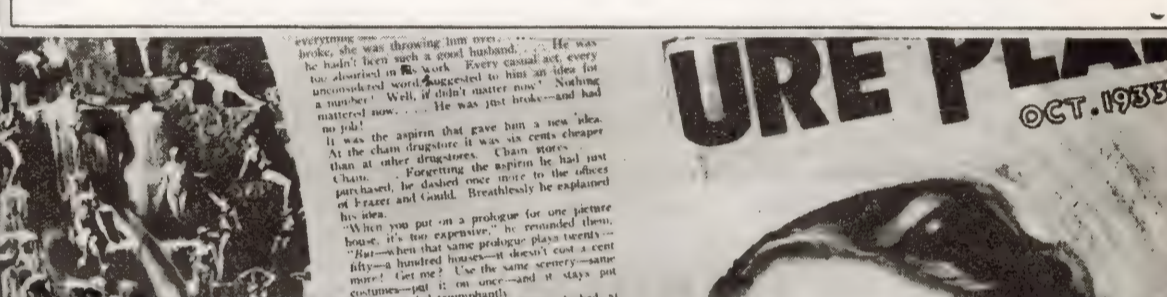 everything
broke, she was throwing him over. . . . He was
he hadn't been such a good husband. . . . He was
too absorbed in his work. Every casual act, every
unconsidered word, suggested to him an idea for
a number! Well, it didn't matter now! Nothing
mattered now. . . . He was just broke—and had
no job!
It was the aspirin that gave him a new idea.
At the chain drugstore it was six cents cheaper
than at other drugstores. Chain stores . . .
Chain. . . . Forgetting the aspirin he had just
purchased, he dashed once more to the offices
of Frazer and Gould. Breathlessly he explained
his idea.
"When you put on a prologue for one picture
house, it's too expensive," he reminded them.
"But—when that same prologue plays twenty—
fifty—a hundred houses—it doesn't cost a cent
more! Get me? Use the same scenery—same
costumes—put it on once—and it stays put
triumphantly
URE PLA
OCT. 1933